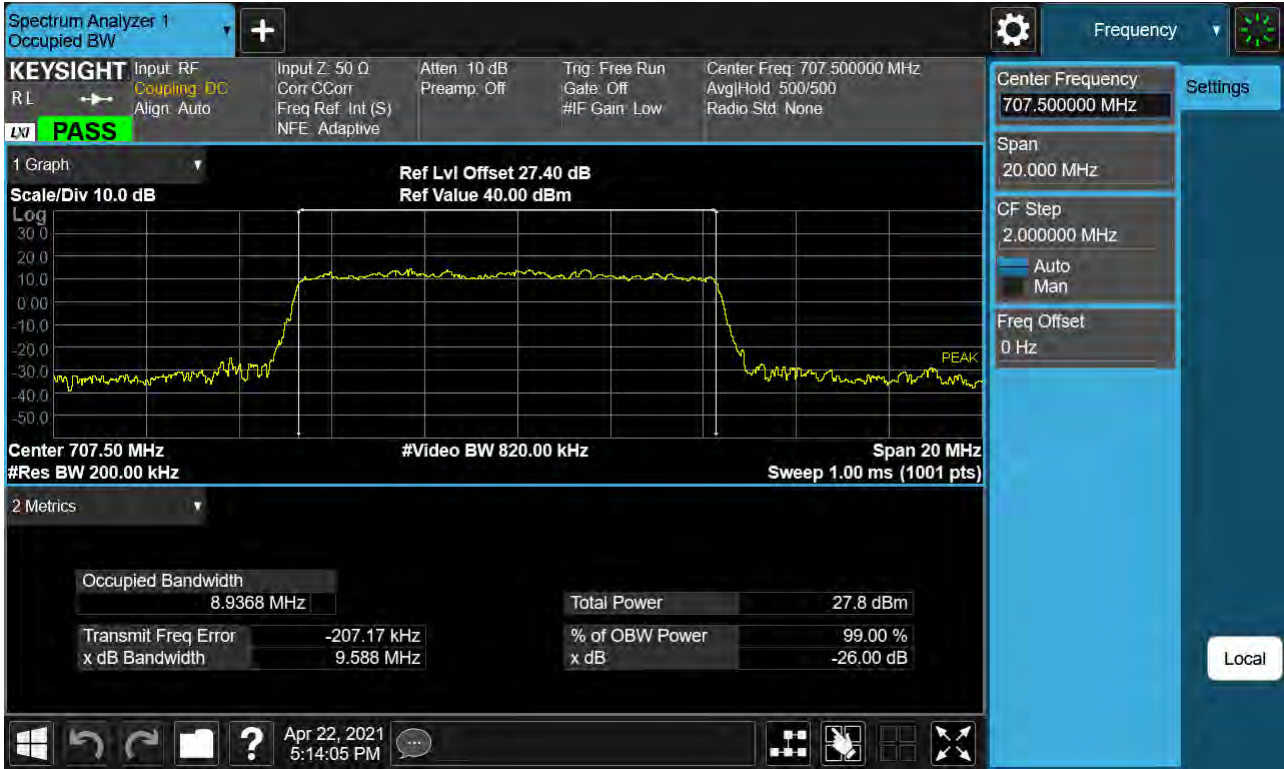 Spectrum Analyzer 1
Occupied BW
Frequency
KEYSIGHT
R L
LXI
PASS
Input: RF
Coupling: DC
Align: Auto
Input Z: 50 Ω
Corr CCorr
Freq Ref: Int (S)
NFE: Adaptive
Atten: 10 dB
Preamp: Off
Trig: Free Run
Gate: Off
#IF Gain: Low
Center Freq: 707.500000 MHz
Avg|Hold: 500/500
Radio Std: None
1 Graph
Scale/Div 10.0 dB
Ref Lvl Offset 27.40 dB
Ref Value 40.00 dBm
Log
30.0
20.0
10.0
0.00
-10.0
-20.0
-30.0
-40.0
-50.0
PEAK
Center 707.50 MHz
#Video BW 820.00 kHz
Span 20 MHz
#Res BW 200.00 kHz
Sweep 1.00 ms (1001 pts)
2 Metrics
Occupied Bandwidth
8.9368 MHz
Total Power 27.8 dBm
Transmit Freq Error -207.17 kHz
% of OBW Power 99.00 %
x dB Bandwidth 9.588 MHz
x dB -26.00 dB
Center Frequency
707.500000 MHz
Settings
Span
20.000 MHz
CF Step
2.000000 MHz
Auto
Man
Freq Offset
0 Hz
Local
?
Apr 22, 2021
5:14:05 PM